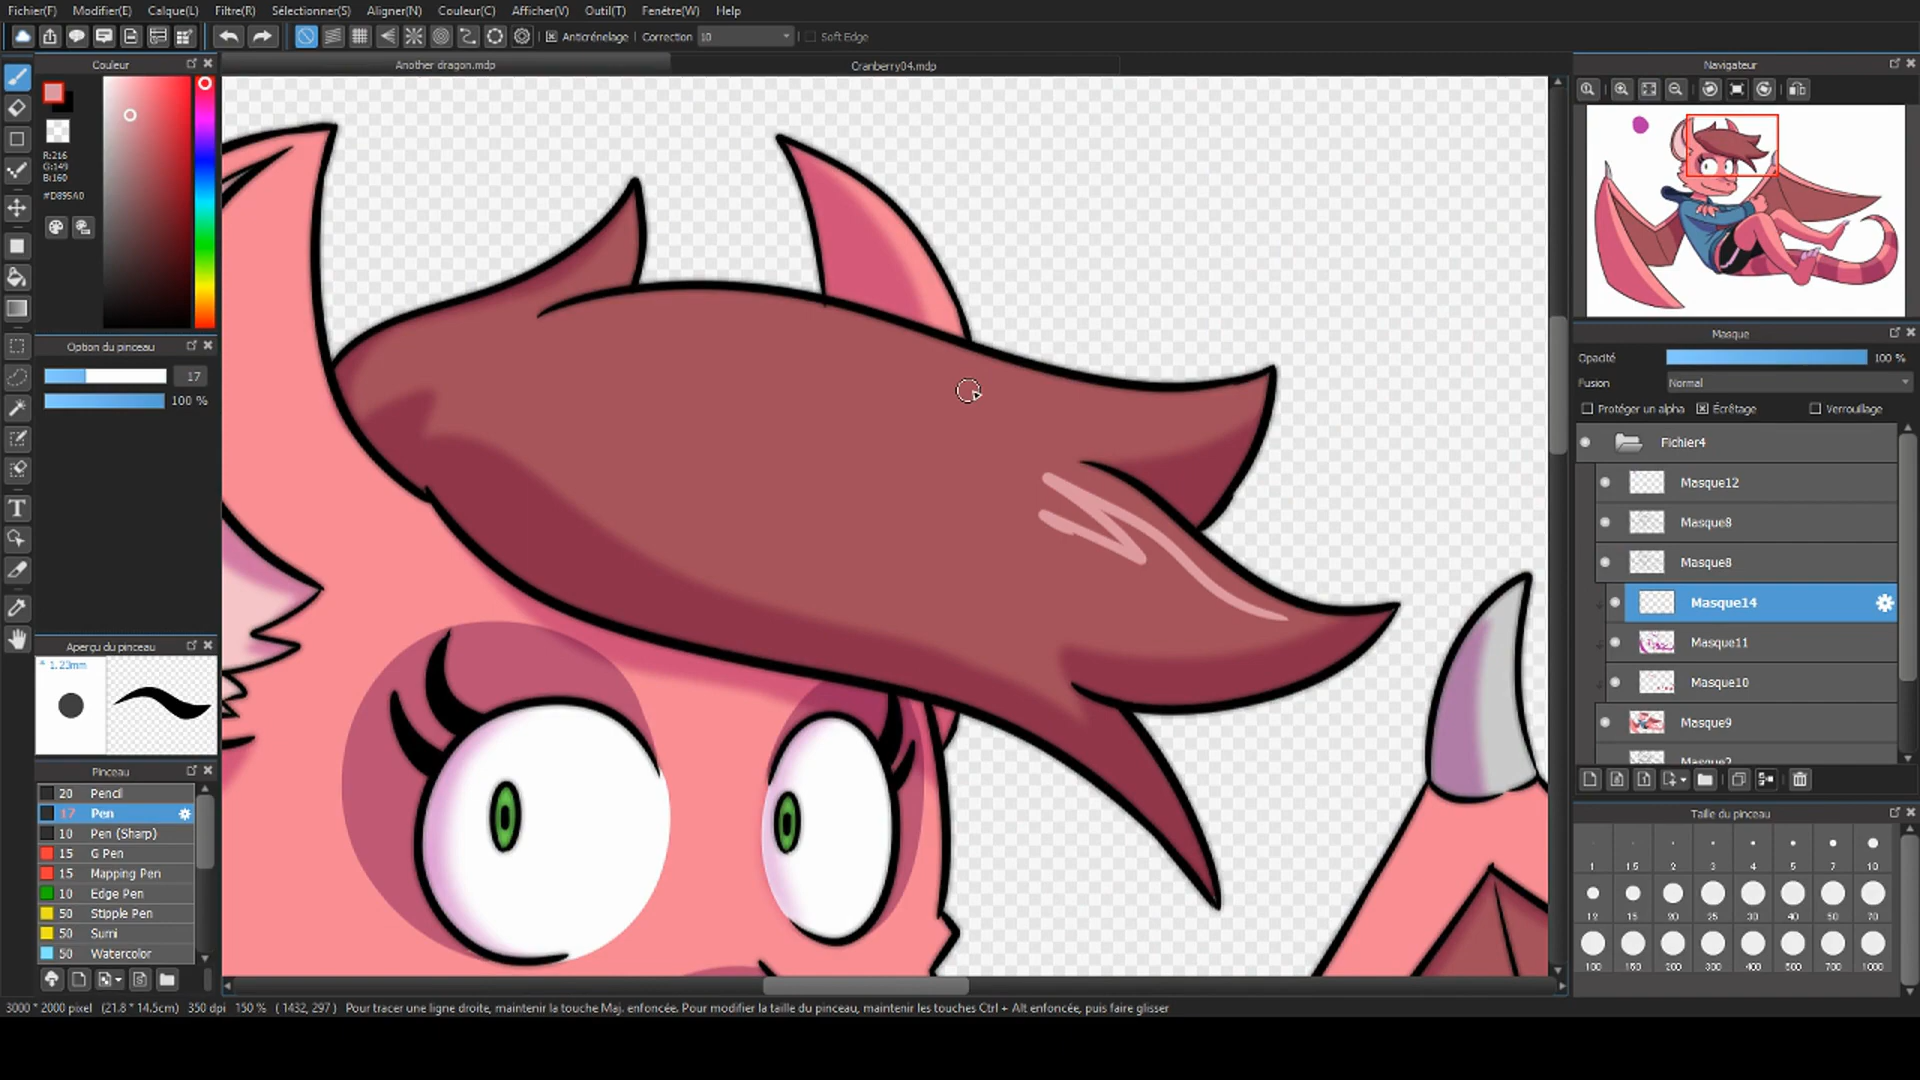 Fichier(F) Modifier(E) Calque(L) Filtre(R) Sélectionner(S) Aligner(N) Couleur(C) Afficher(V) Outil(T) Fenêtre(W) Help
Anticrénelage Correction 10 Soft Edge
Couleur
Another dragon.mdp
Cranberry04.mdp
Navigateur
R:216
G:149
B:160
#D895A0
Option du pinceau
17
100 %
Aperçu du pinceau
* 1.23mm
Pinceau
20 Pencil
17 Pen
10 Pen (Sharp)
15 G Pen
15 Mapping Pen
10 Edge Pen
50 Stipple Pen
50 Sumi
50 Watercolor
Masque
Opacité 100 %
Fusion Normal
Protéger un alpha Écrêtage Verrouillage
Fichier4
Masque12
Masque8
Masque8
Masque14
Masque11
Masque10
Masque9
Masque2
Taille du pinceau
1 1.5 2 3 4 5 7 10
12 15 20 25 30 40 50 70
100 150 200 300 400 500 700 1000
3000 * 2000 pixel (21.8 * 14.5cm) 350 dpi 150 % ( 1432, 297 ) Pour tracer une ligne droite, maintenir la touche Maj. enfoncée. Pour modifier la taille du pinceau, maintenir les touches Ctrl + Alt enfoncée, puis faire glisser